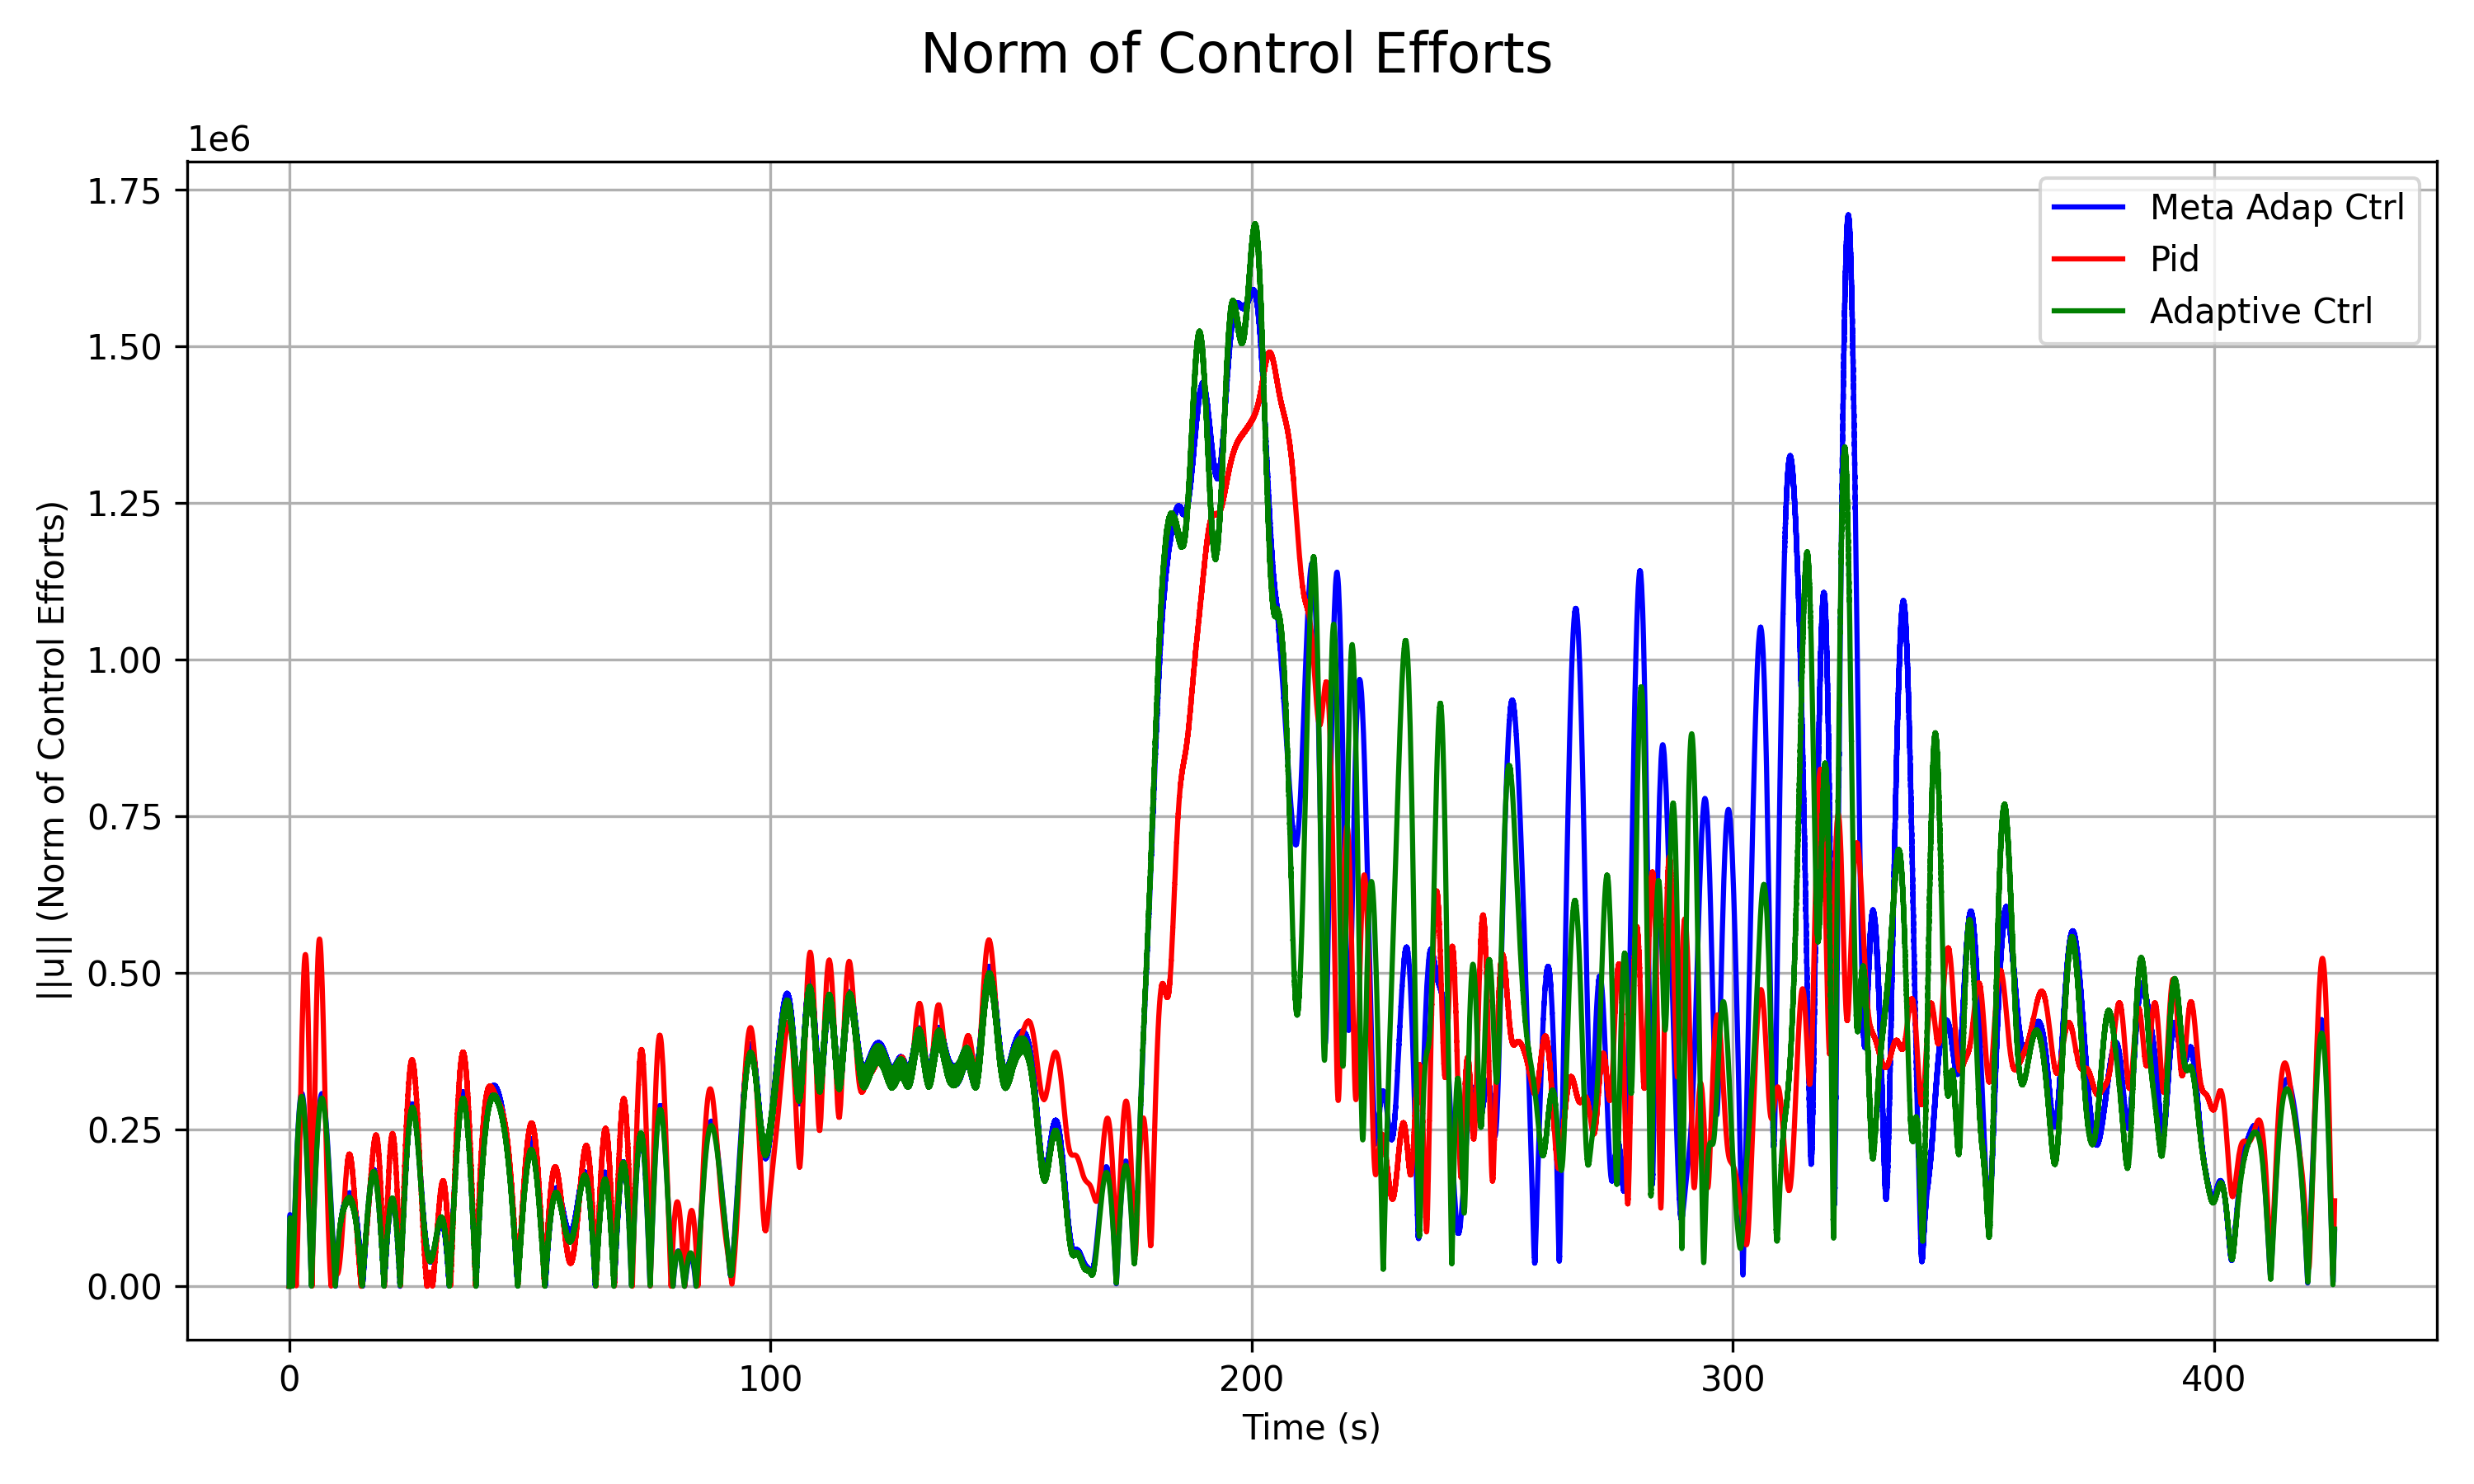 Norm of Control Efforts
1e6
1.75
1.50
1.25
1.00
0.75
0.50
0.25
0.00
||u|| (Norm of Control Efforts)
Meta Adap Ctrl
Pid
Adaptive Ctrl
0 100 200 300 400
Time (s)